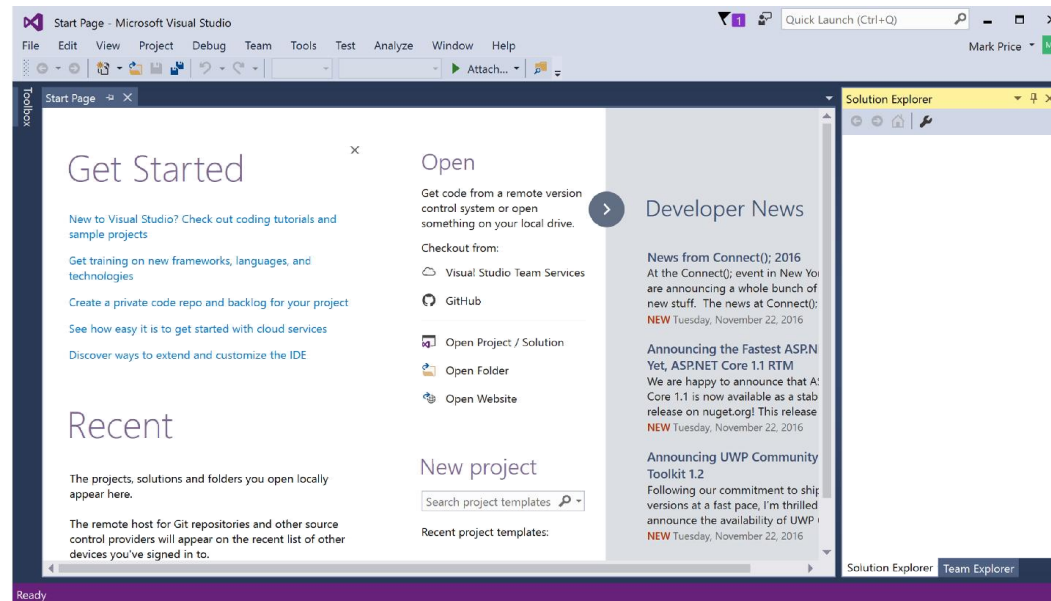 Start Page - Microsoft Visual Studio
1
Quick Launch (Ctrl+Q)
File Edit View Project Debug Team Tools Test Analyze Window Help
Mark Price
Attach...
Toolbox
Start Page
Get Started
New to Visual Studio? Check out coding tutorials and
sample projects
Get training on new frameworks, languages, and
technologies
Create a private code repo and backlog for your project
See how easy it is to get started with cloud services
Discover ways to extend and customize the IDE
Recent
The projects, solutions and folders you open locally
appear here.
The remote host for Git repositories and other source
control providers will appear on the recent list of other
devices you've signed in to.
Open
Get code from a remote version
control system or open
something on your local drive.
Checkout from:
Visual Studio Team Services
GitHub
Open Project / Solution
Open Folder
Open Website
New project
Search project templates
Recent project templates:
Developer News
News from Connect(); 2016
At the Connect(); event in New Yo
are announcing a whole bunch of
new stuff. The news at Connect();
NEW Tuesday, November 22, 2016
Announcing the Fastest ASP.N
Yet, ASP.NET Core 1.1 RTM
We are happy to announce that A
Core 1.1 is now available as a stab
release on nuget.org! This release
NEW Tuesday, November 22, 2016
Announcing UWP Community
Toolkit 1.2
Following our commitment to ship
versions at a fast pace, I'm thrilled
announce the availability of UWP
NEW Tuesday, November 22, 2016
Solution Explorer
Solution Explorer Team Explorer
Ready